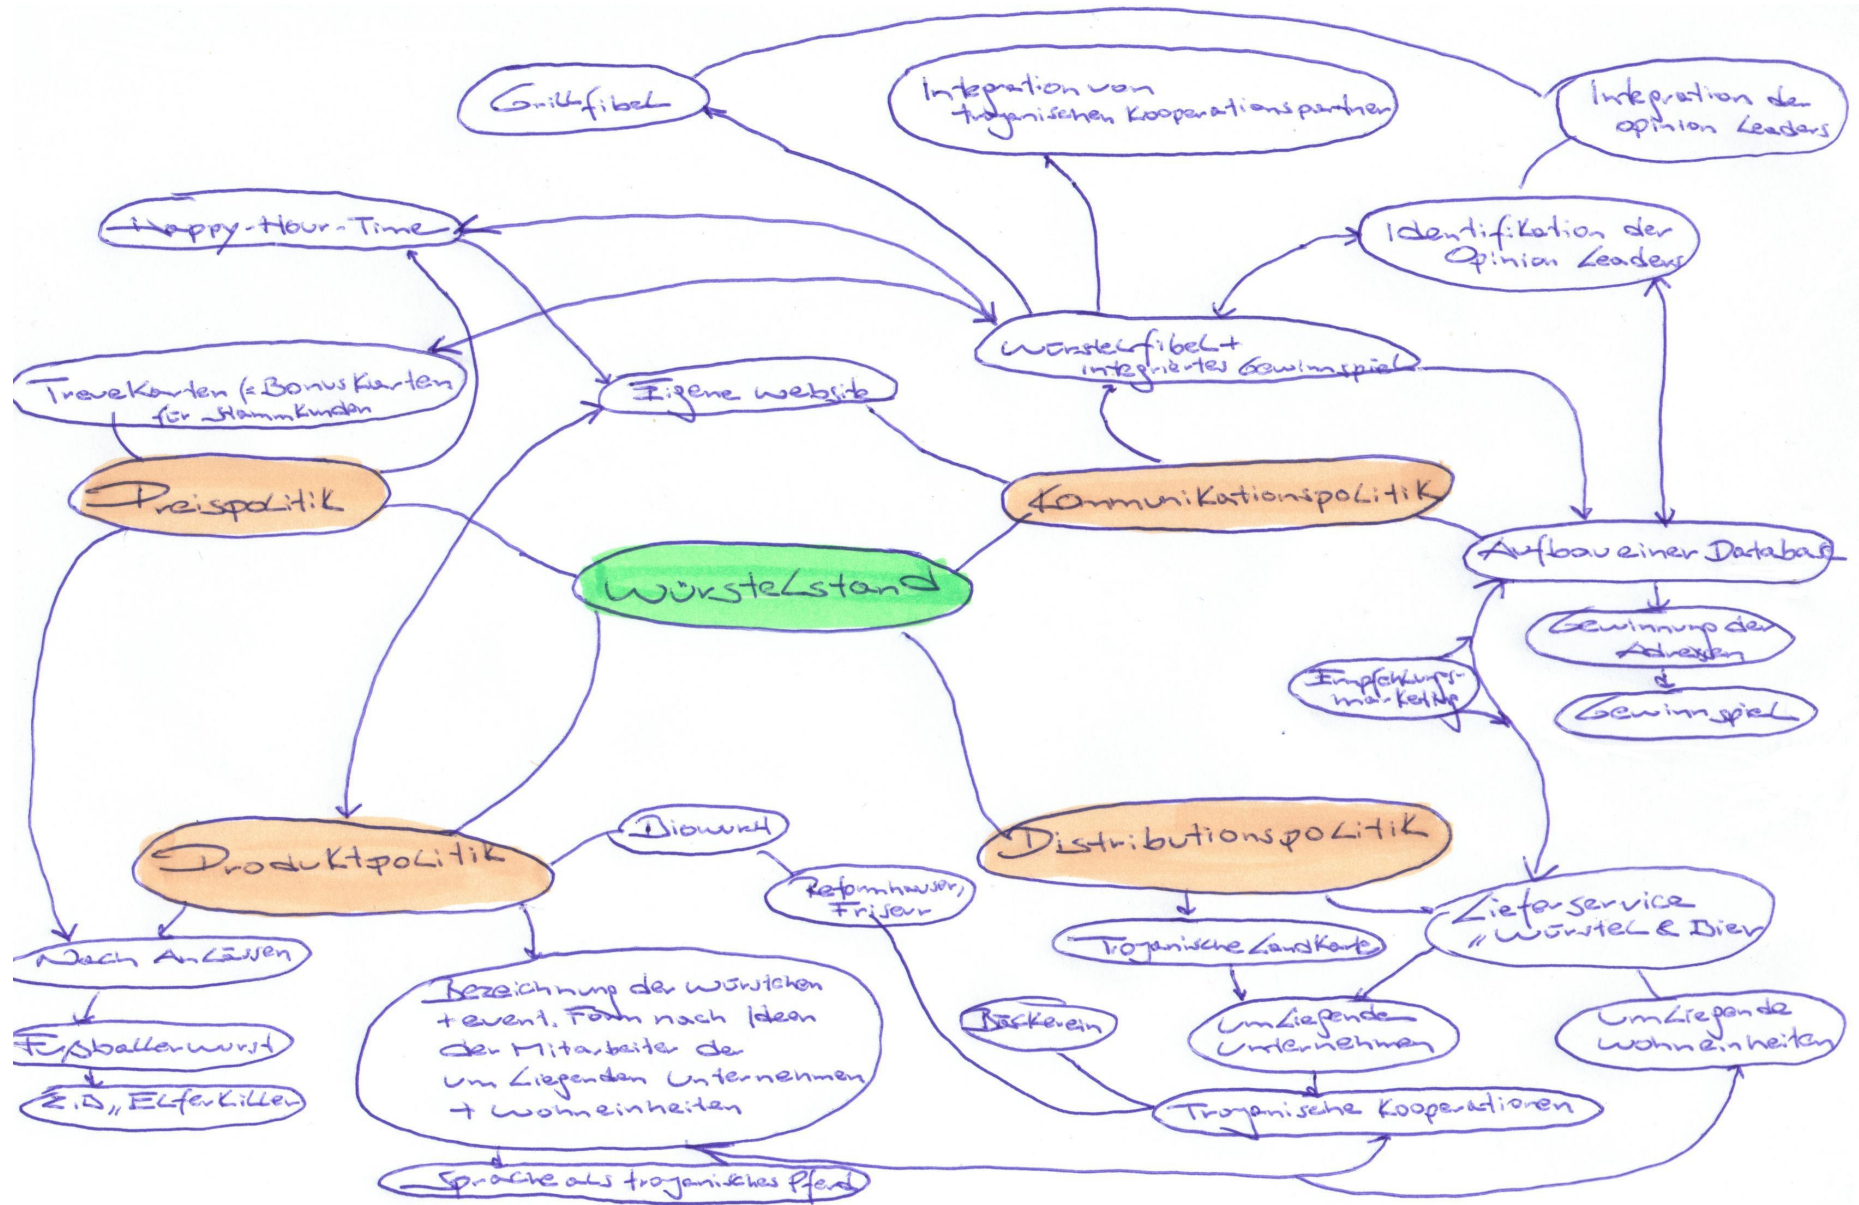 Grillfibel
Integration von
trojanischen Kooperationspartner
Integration der
opinion Leaders
Happy-Hour-Time
Identifikation der
Opinion Leaders
Würstelfibel +
integriertes Gewinnspiel
Treuekarten (= Bonuskarten
für Stammkunden
Eigene Website
Preispolitik
Kommunikationspolitik
Aufbau einer Database
Würstelstand
Gewinnung der
Adressen
Empfehlungs-
marketing
Gewinnspiel
Produktpolitik
Biowurst
Distributionspolitik
Reformhäuser,
Friseur
Lieferservice
„Würstel & Bier
Nach Anlässen
Trojanische Landkarte
Bezeichnung der Würstchen
+ event. Form nach Ideen
der Mitarbeiter der
umliegenden Unternehmen
+ Wohneinheiten
Bäckerein
umliegende
Unternehmen
umliegende
Wohneinheiten
Fußballerwurst
z.B. „Elferkiller
Trojanische Kooperationen
Sprache als trojanisches Pferd